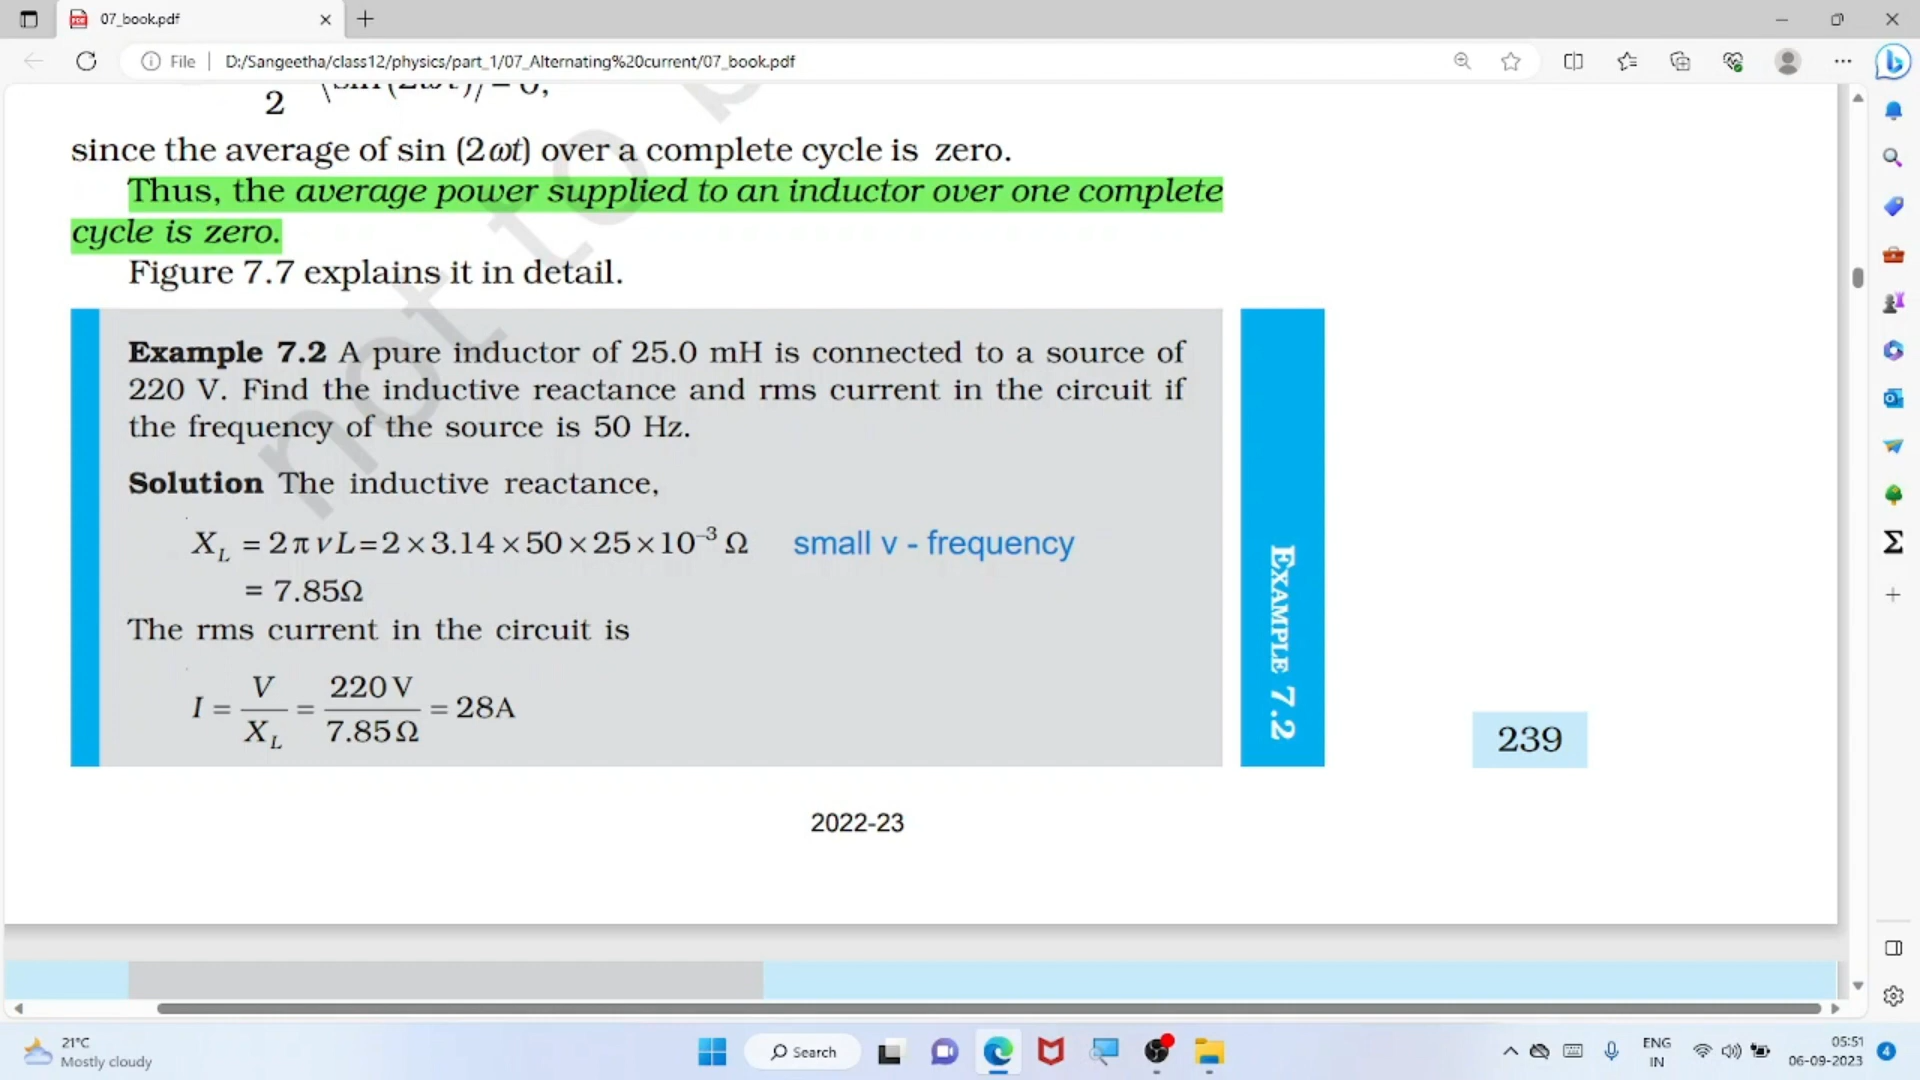 07_book.pdf
File | D:/Sangeetha/class12/physics/part_1/07_Alternating%20current/07_book.pdf
2
since the average of sin (2ωt) over a complete cycle is zero.
Thus, the average power supplied to an inductor over one complete
cycle is zero.
Figure 7.7 explains it in detail.
Example 7.2 A pure inductor of 25.0 mH is connected to a source of
220 V. Find the inductive reactance and rms current in the circuit if
the frequency of the source is 50 Hz.
Solution The inductive reactance,
X_L = 2πνL=2×3.14×50×25×10⁻³ Ω small v - frequency
= 7.85Ω
The rms current in the circuit is
I = V/X_L = 220 V/7.85 Ω = 28A
EXAMPLE 7.2
239
2022-23
not to b
21°C
Mostly cloudy
Search
ENG
IN
05:51
06-09-2023
4